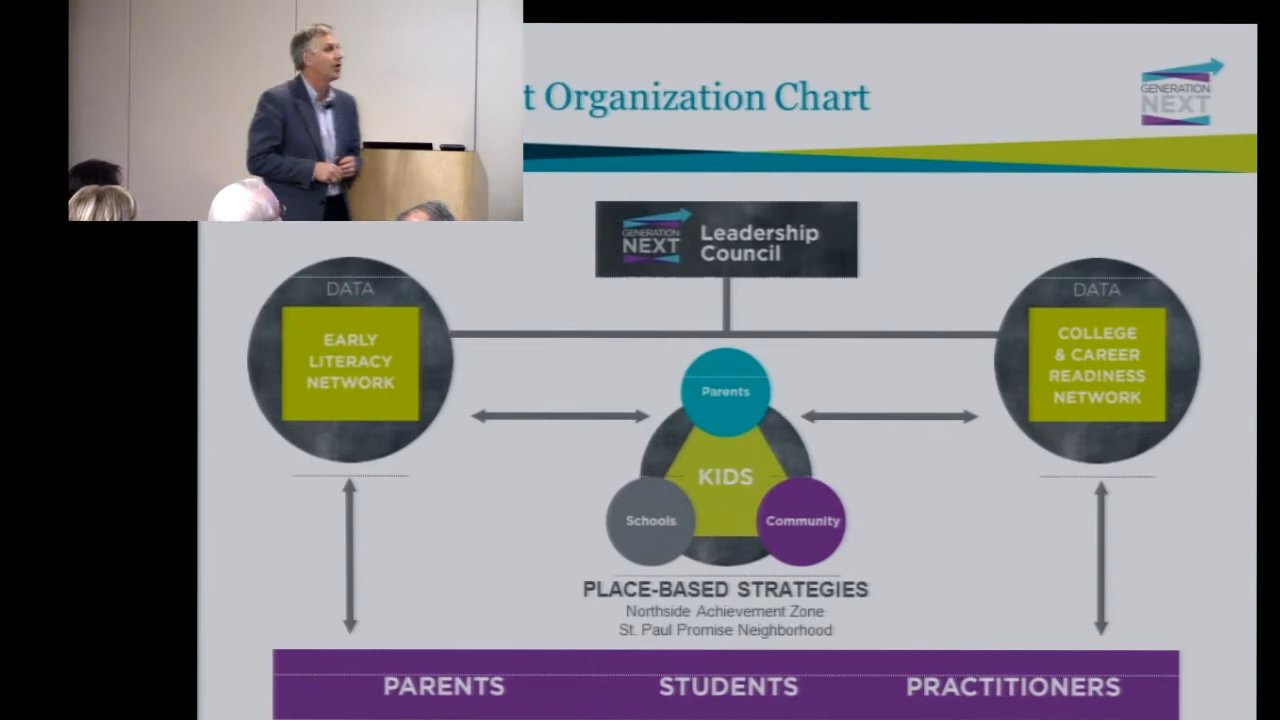 t Organization Chart
GENERATION
NEXT
GENERATION
NEXT
Leadership
Council
DATA
EARLY
LITERACY
NETWORK
DATA
COLLEGE
& CAREER
READINESS
NETWORK
Parents
KIDS
Schools
Community
PLACE-BASED STRATEGIES
Northside Achievement Zone
St. Paul Promise Neighborhood
PARENTS STUDENTS PRACTITIONERS